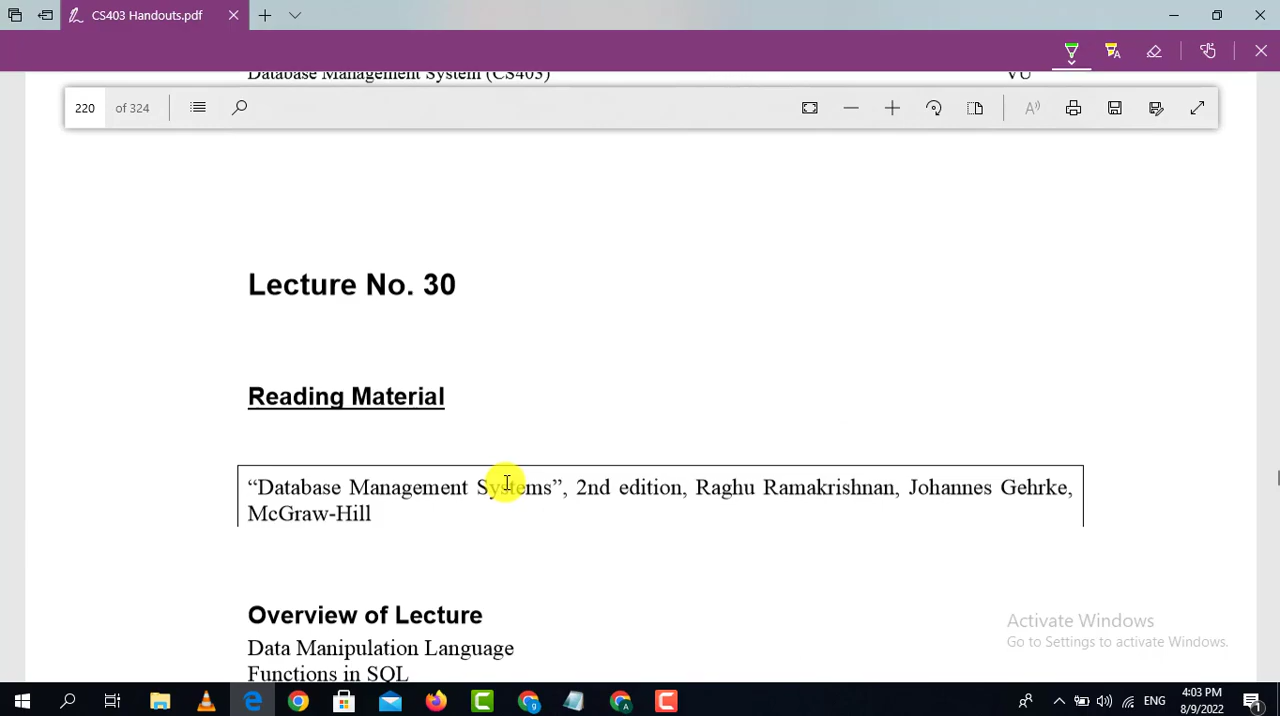 CS403 Handouts.pdf
Database Management System (CS403) VU
220 of 324
Lecture No. 30
Reading Material
“Database Management Systems”, 2nd edition, Raghu Ramakrishnan, Johannes Gehrke,
McGraw-Hill
Overview of Lecture
Data Manipulation Language
Functions in SQL
Activate Windows
Go to Settings to activate Windows.
ENG
4:03 PM
8/9/2022